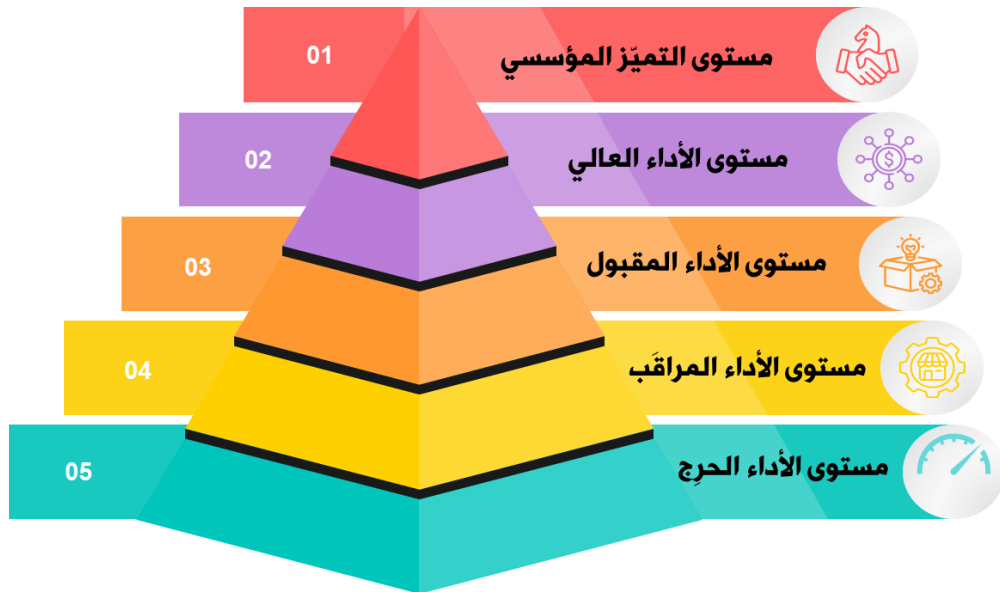 01
مستوى التميّز المؤسسي
02
مستوى الأداء العالي
$
03
مستوى الأداء المقبول
04
مستوى الأداء المراقَب
05
مستوى الأداء الحرِج